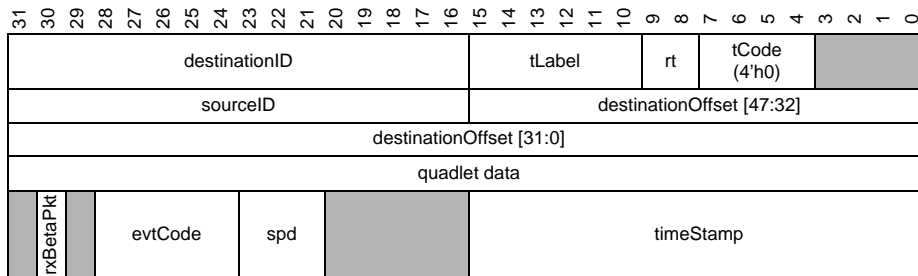 31 30 29 28 27 26 25 24 23 22 21 20 19 18 17 16 15 14 13 12 11 10 9 8 7 6 5 4 3 2 1 0
destinationID tLabel rt tCode
(4'h0)
sourceID destinationOffset [47:32]
destinationOffset [31:0]
quadlet data
rxBetaPkt evtCode spd timeStamp